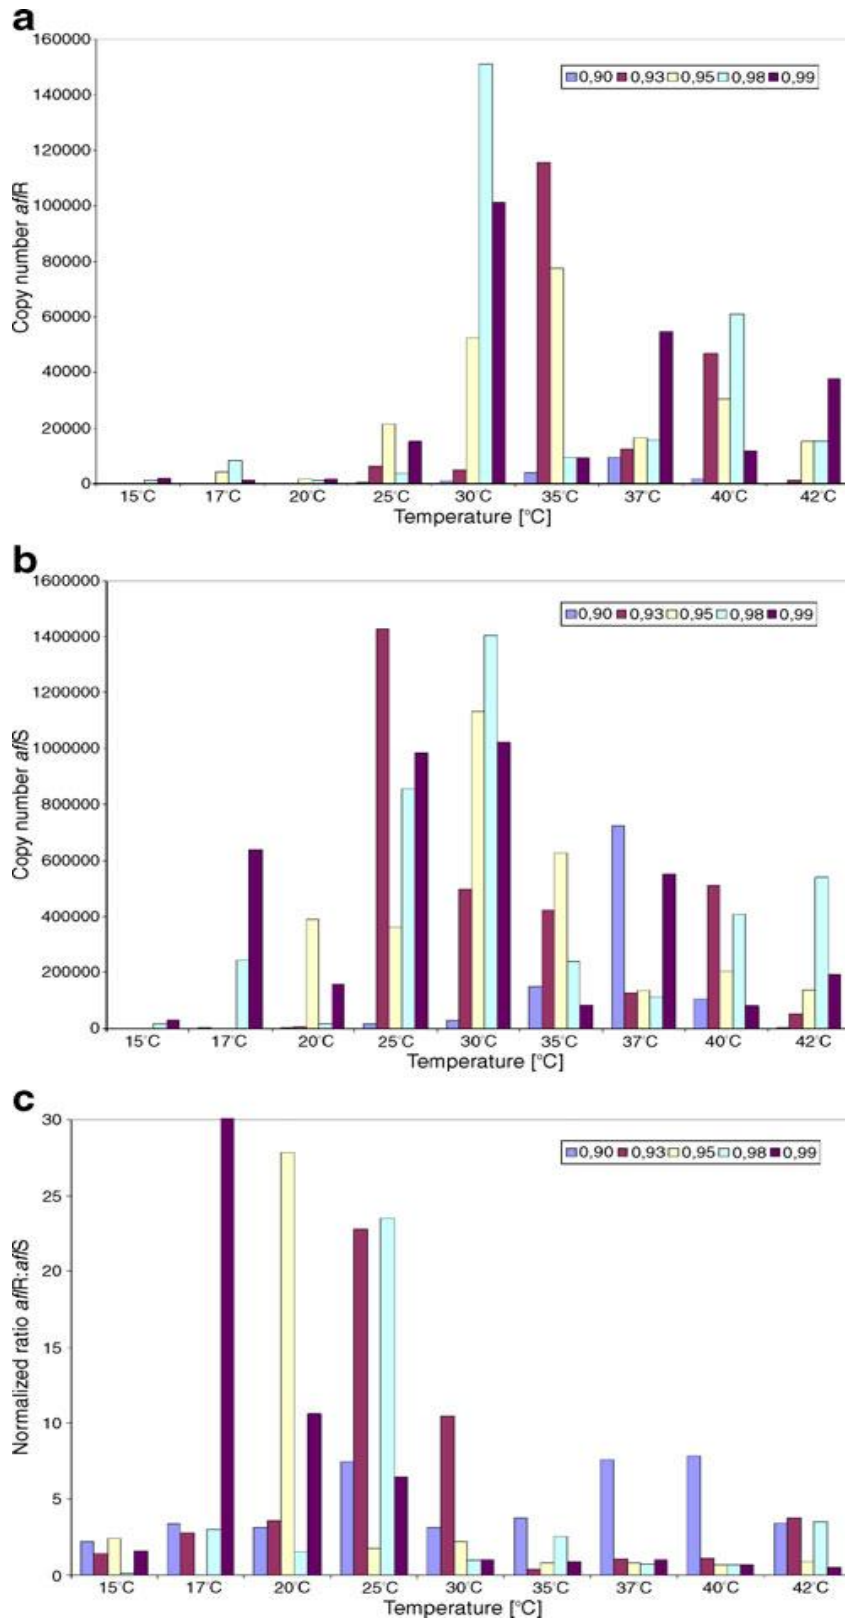 a
160000
140000
120000
100000
80000
60000
40000
20000
0
Copy number aflR
0,90 0,93 0,95 0,98 0,99
15°C 17°C 20°C 25°C 30°C 35°C 37°C 40°C 42°C
Temperature [°C]
b
1600000
1400000
1200000
1000000
800000
600000
400000
200000
0
Copy number aflS
0,90 0,93 0,95 0,98 0,99
15°C 17°C 20°C 25°C 30°C 35°C 37°C 40°C 42°C
Temperature [°C]
c
30
25
20
15
10
5
0
Normalized ratio aflR:aflS
0,90 0,93 0,95 0,98 0,99
15°C 17°C 20°C 25°C 30°C 35°C 37°C 40°C 42°C
Temperature [°C]